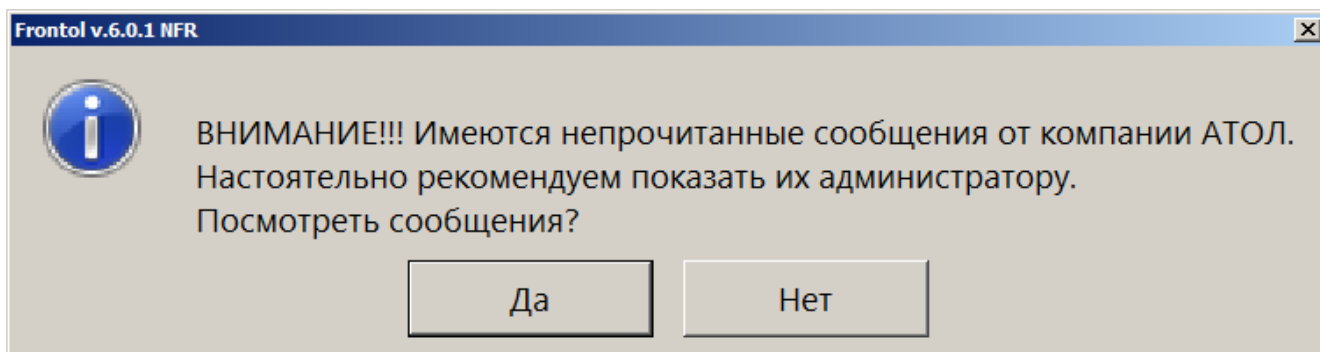 Frontol v.6.0.1 NFR
ВНИМАНИЕ!!! Имеются непрочитанные сообщения от компании АТОЛ.
Настоятельно рекомендуем показать их администратору.
Посмотреть сообщения?
Да Нет